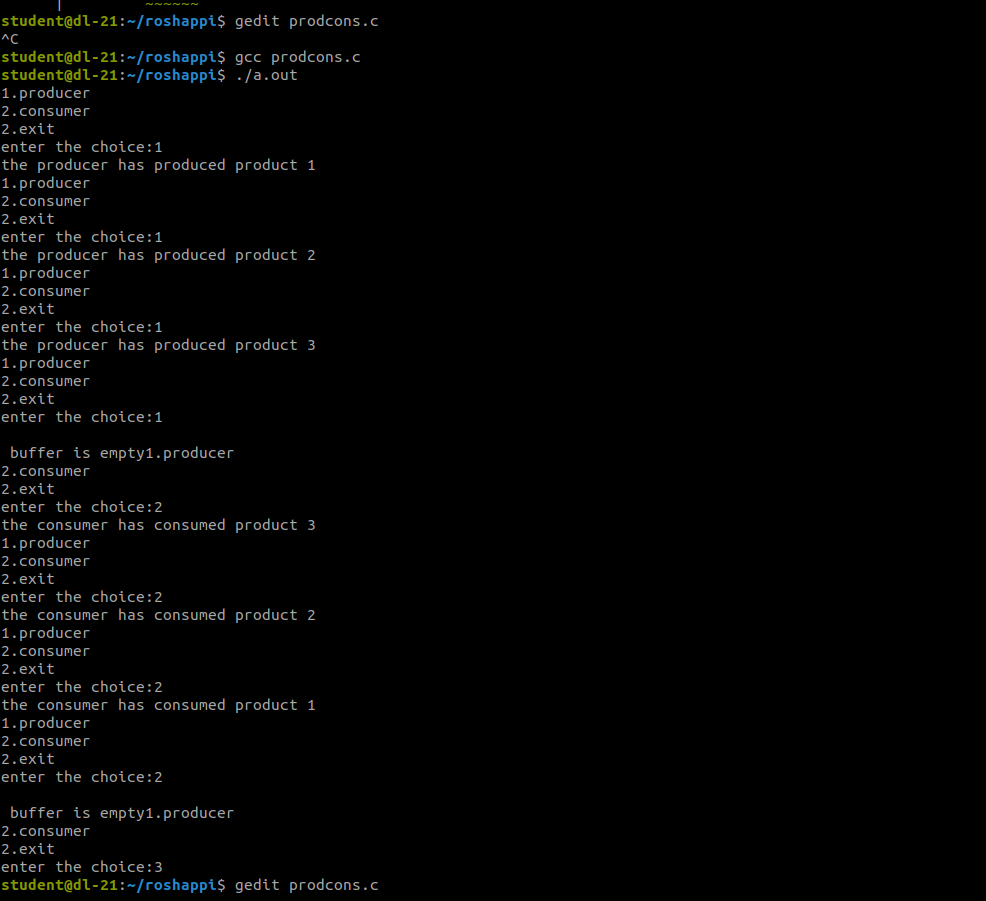 | ~~~~~~
student@dl-21:~/roshappi$ gedit prodcons.c
^C
student@dl-21:~/roshappi$ gcc prodcons.c
student@dl-21:~/roshappi$ ./a.out
1.producer
2.consumer
2.exit
enter the choice:1
the producer has produced product 1
1.producer
2.consumer
2.exit
enter the choice:1
the producer has produced product 2
1.producer
2.consumer
2.exit
enter the choice:1
the producer has produced product 3
1.producer
2.consumer
2.exit
enter the choice:1

 buffer is empty1.producer
2.consumer
2.exit
enter the choice:2
the consumer has consumed product 3
1.producer
2.consumer
2.exit
enter the choice:2
the consumer has consumed product 2
1.producer
2.consumer
2.exit
enter the choice:2
the consumer has consumed product 1
1.producer
2.consumer
2.exit
enter the choice:2

 buffer is empty1.producer
2.consumer
2.exit
enter the choice:3
student@dl-21:~/roshappi$ gedit prodcons.c